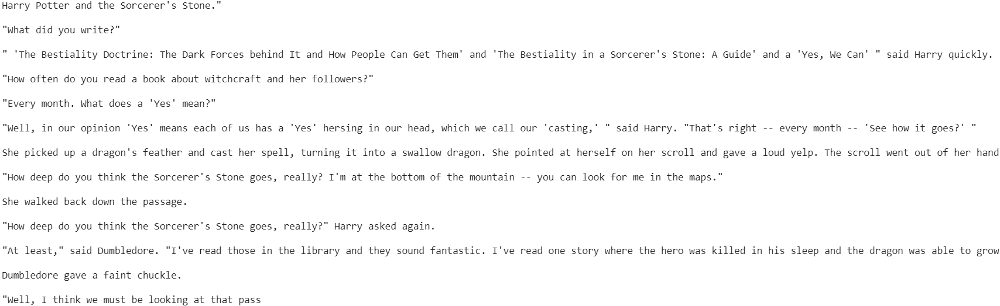 Harry Potter and the Sorcerer's Stone."
"What did you write?"
" 'The Bestiality Doctrine: The Dark Forces behind It and How People Can Get Them' and 'The Bestiality in a Sorcerer's Stone: A Guide' and a 'Yes, We Can' " said Harry quickly.
"How often do you read a book about witchcraft and her followers?"
"Every month. What does a 'Yes' mean?"
"Well, in our opinion 'Yes' means each of us has a 'Yes' hersing in our head, which we call our 'casting,' " said Harry. "That's right -- every month -- 'See how it goes?' "
She picked up a dragon's feather and cast her spell, turning it into a swallow dragon. She pointed at herself on her scroll and gave a loud yelp. The scroll went out of her hand
"How deep do you think the Sorcerer's Stone goes, really? I'm at the bottom of the mountain -- you can look for me in the maps."
She walked back down the passage.
"How deep do you think the Sorcerer's Stone goes, really?" Harry asked again.
"At least," said Dumbledore. "I've read those in the library and they sound fantastic. I've read one story where the hero was killed in his sleep and the dragon was able to grow
Dumbledore gave a faint chuckle.
"Well, I think we must be looking at that pass